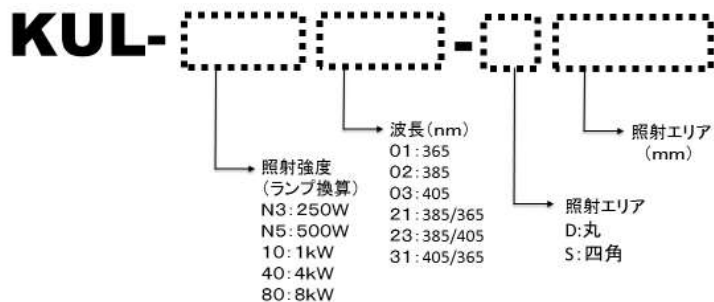 KUL- -
照射強度
(ランプ換算)
N3:250W
N5:500W
10:1kW
40:4kW
80:8kW
波長(nm)
01:365
02:385
03:405
21:385/365
23:385/405
31:405/365
照射エリア
D:丸
S:四角
照射エリア
(mm)